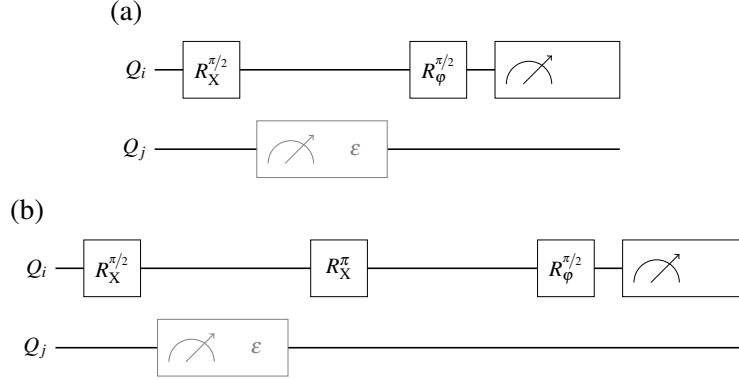 (a)
Q_i R_X^{π/2} R_φ^{π/2}
Q_j ε
(b)
Q_i R_X^{π/2} R_X^π R_φ^{π/2}
Q_j ε